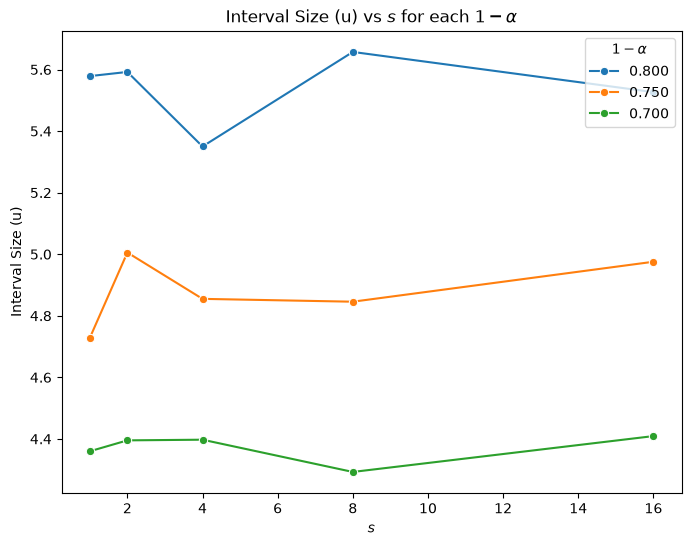 Interval Size (u) vs s for each 1 − α
1 − α
0.800
0.750
0.700
Interval Size (u)
5.6
5.4
5.2
5.0
4.8
4.6
4.4
2 4 6 8 10 12 14 16
s